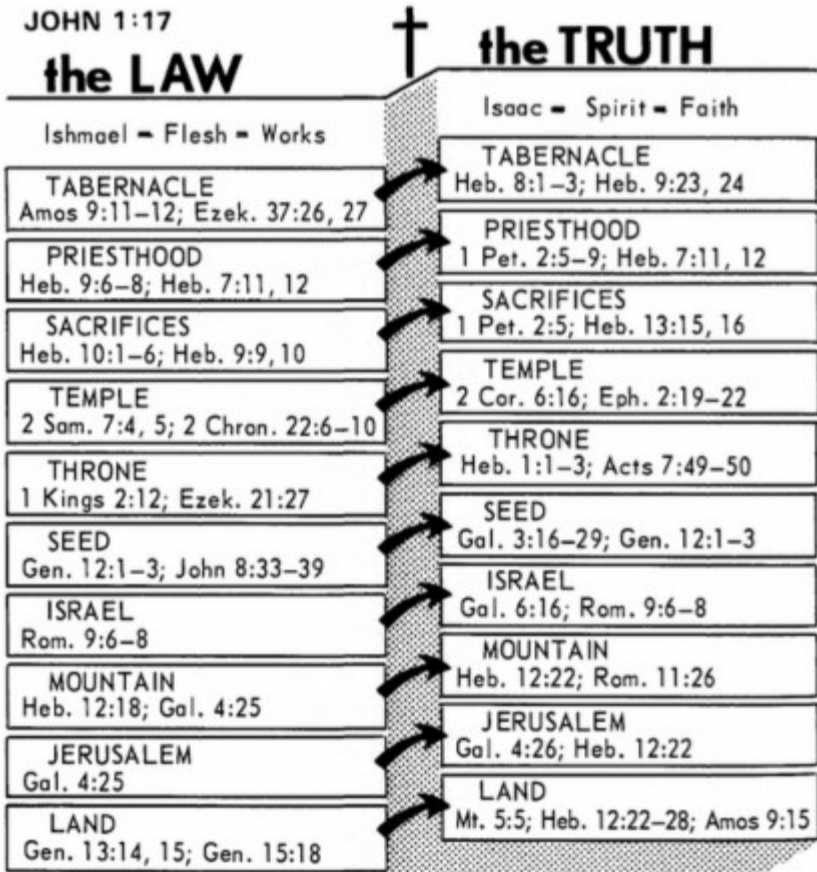 JOHN 1:17
the LAW
Ishmael = Flesh = Works
TABERNACLE
Amos 9:11–12; Ezek. 37:26, 27
PRIESTHOOD
Heb. 9:6–8; Heb. 7:11, 12
SACRIFICES
Heb. 10:1–6; Heb. 9:9, 10
TEMPLE
2 Sam. 7:4, 5; 2 Chron. 22:6–10
THRONE
1 Kings 2:12; Ezek. 21:27
SEED
Gen. 12:1–3; John 8:33–39
ISRAEL
Rom. 9:6–8
MOUNTAIN
Heb. 12:18; Gal. 4:25
JERUSALEM
Gal. 4:25
LAND
Gen. 13:14, 15; Gen. 15:18
the TRUTH
Isaac = Spirit = Faith
TABERNACLE
Heb. 8:1–3; Heb. 9:23, 24
PRIESTHOOD
1 Pet. 2:5–9; Heb. 7:11, 12
SACRIFICES
1 Pet. 2:5; Heb. 13:15, 16
TEMPLE
2 Cor. 6:16; Eph. 2:19–22
THRONE
Heb. 1:1–3; Acts 7:49–50
SEED
Gal. 3:16–29; Gen. 12:1–3
ISRAEL
Gal. 6:16; Rom. 9:6–8
MOUNTAIN
Heb. 12:22; Rom. 11:26
JERUSALEM
Gal. 4:26; Heb. 12:22
LAND
Mt. 5:5; Heb. 12:22–28; Amos 9:15